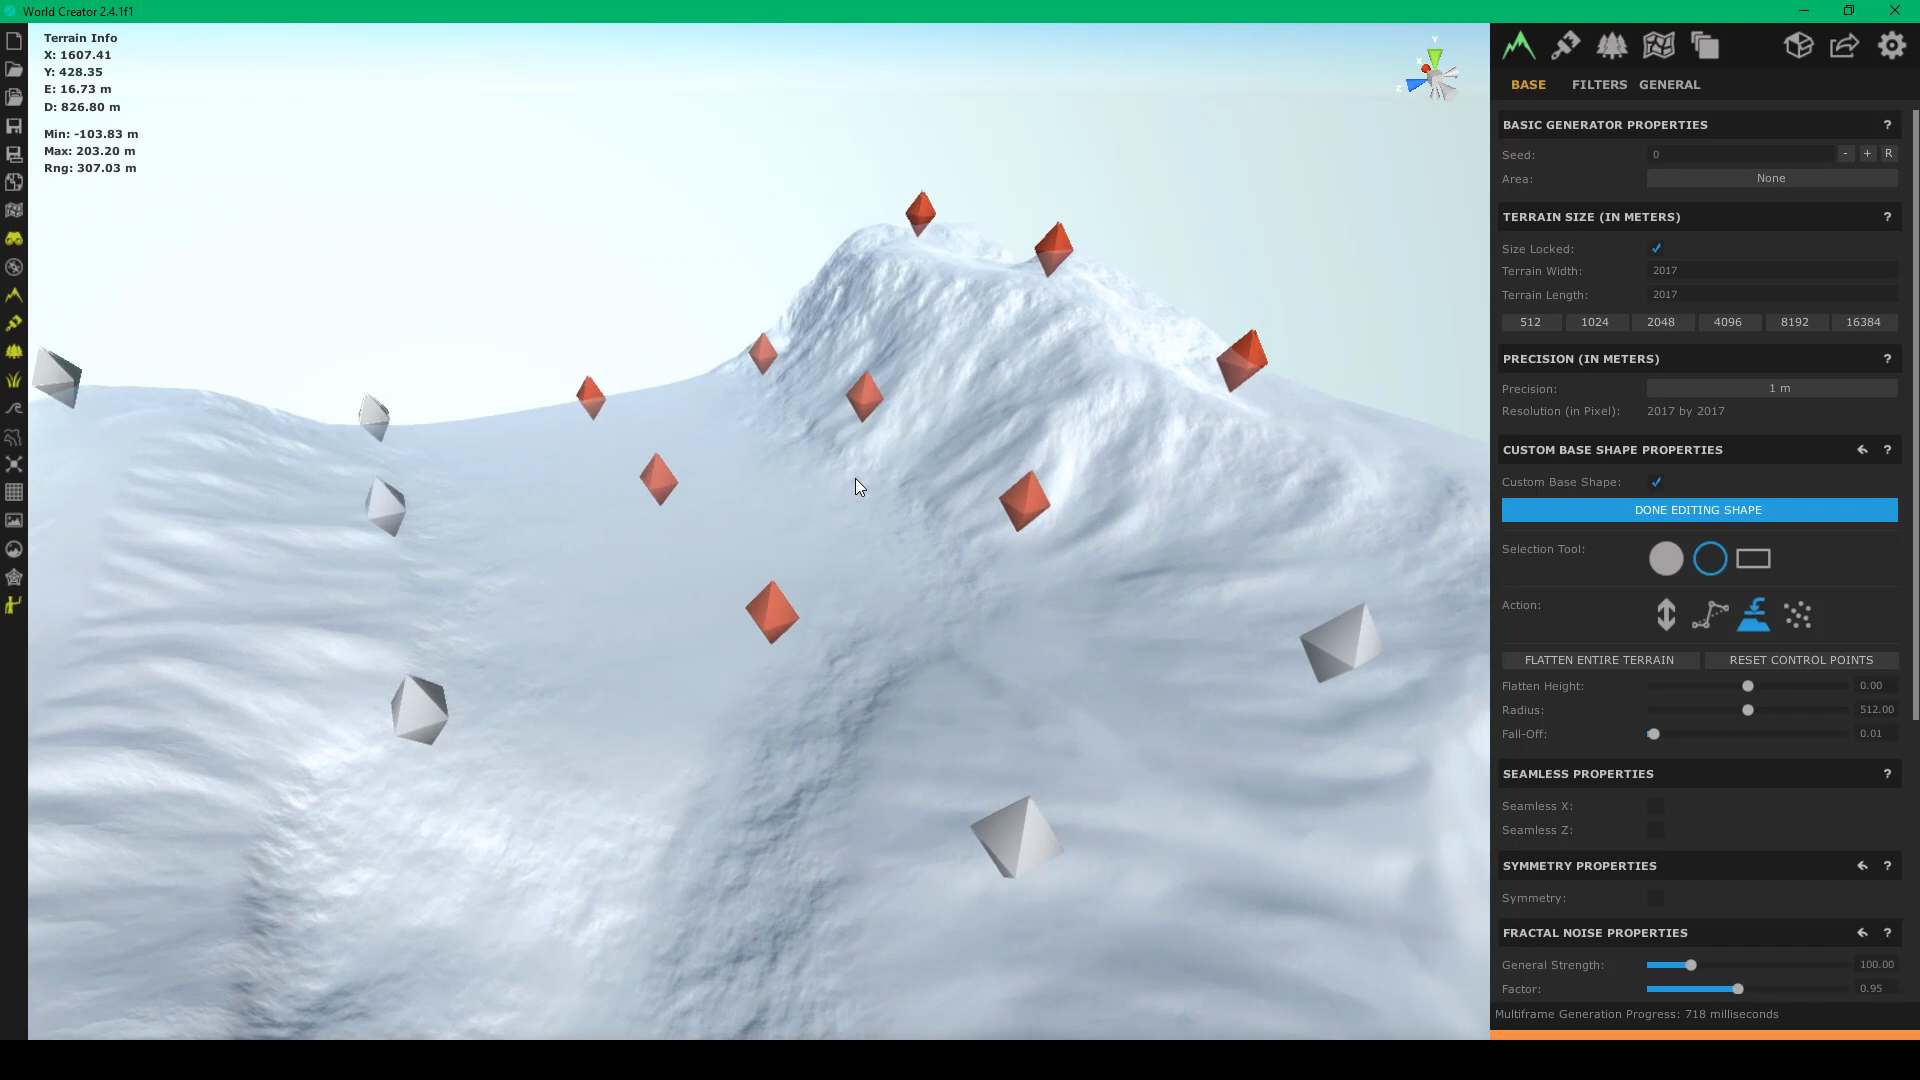 World Creator 2.4.1f1
Terrain Info
X: 1607.41
Y: 428.35
E: 16.73 m
D: 826.80 m
Min: -103.83 m
Max: 203.20 m
Rng: 307.03 m
Y
Z
BASE FILTERS GENERAL
BASIC GENERATOR PROPERTIES ?
Seed: 0 - + R
Area: None
TERRAIN SIZE (IN METERS) ?
Size Locked:
Terrain Width: 2017
Terrain Length: 2017
512 1024 2048 4096 8192 16384
PRECISION (IN METERS) ?
Precision: 1 m
Resolution (in Pixel): 2017 by 2017
CUSTOM BASE SHAPE PROPERTIES ?
Custom Base Shape:
DONE EDITING SHAPE
Selection Tool:
Action:
FLATTEN ENTIRE TERRAIN RESET CONTROL POINTS
Flatten Height: 0.00
Radius: 512.00
Fall-Off: 0.01
SEAMLESS PROPERTIES ?
Seamless X:
Seamless Z:
SYMMETRY PROPERTIES ?
Symmetry:
FRACTAL NOISE PROPERTIES ?
General Strength: 100.00
Factor: 0.95
Multiframe Generation Progress: 718 milliseconds